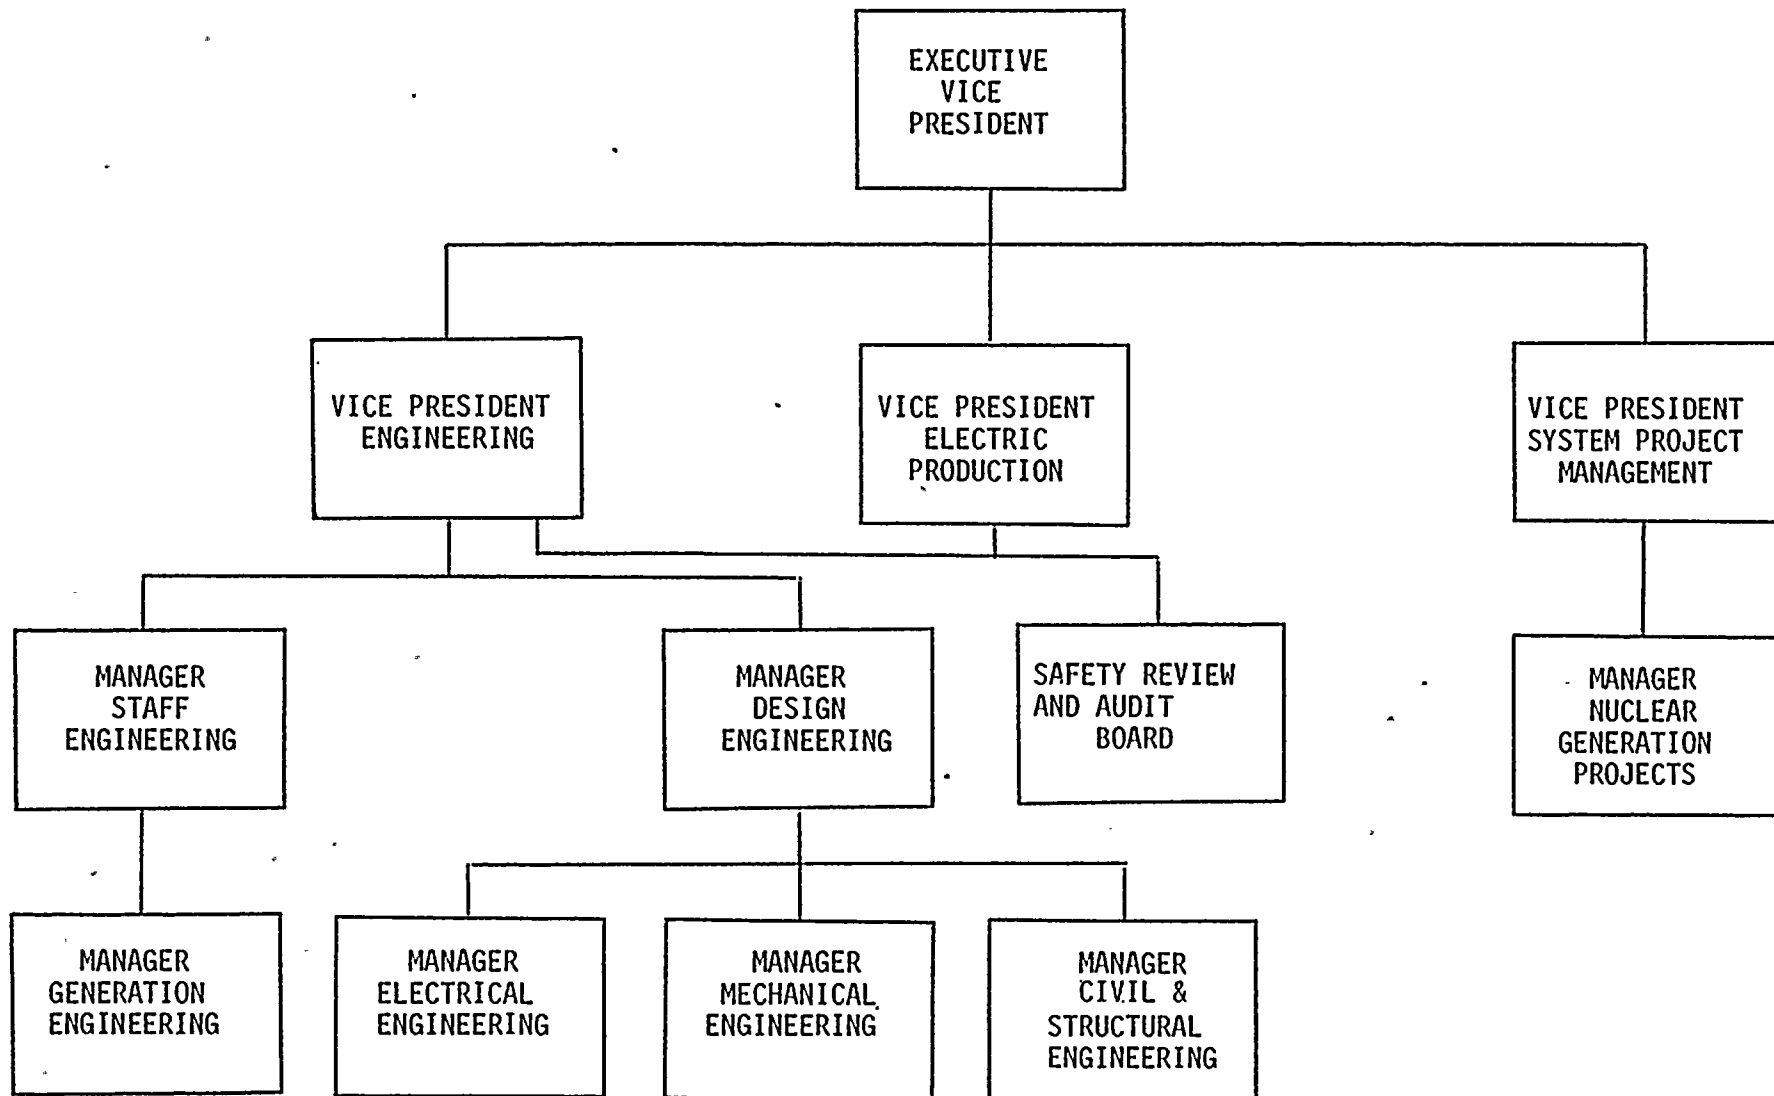 EXECUTIVE
VICE
PRESIDENT
VICE PRESIDENT
ENGINEERING
VICE PRESIDENT
ELECTRIC
PRODUCTION
VICE PRESIDENT
SYSTEM PROJECT
MANAGEMENT
MANAGER
STAFF
ENGINEERING
MANAGER
DESIGN
ENGINEERING
SAFETY REVIEW
AND AUDIT
BOARD
MANAGER
NUCLEAR
GENERATION
PROJECTS
MANAGER
GENERATION
ENGINEERING
MANAGER
ELECTRICAL
ENGINEERING
MANAGER
MECHANICAL
ENGINEERING
MANAGER
CIVIL &
STRUCTURAL
ENGINEERING